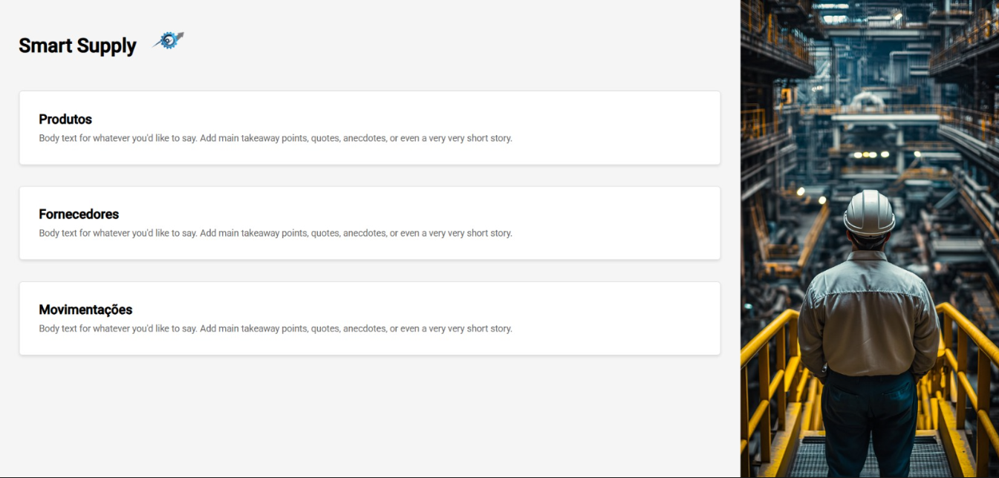 Smart Supply
Produtos
Body text for whatever you'd like to say. Add main takeaway points, quotes, anecdotes, or even a very very short story.
Fornecedores
Body text for whatever you'd like to say. Add main takeaway points, quotes, anecdotes, or even a very very short story.
Movimentações
Body text for whatever you'd like to say. Add main takeaway points, quotes, anecdotes, or even a very very short story.